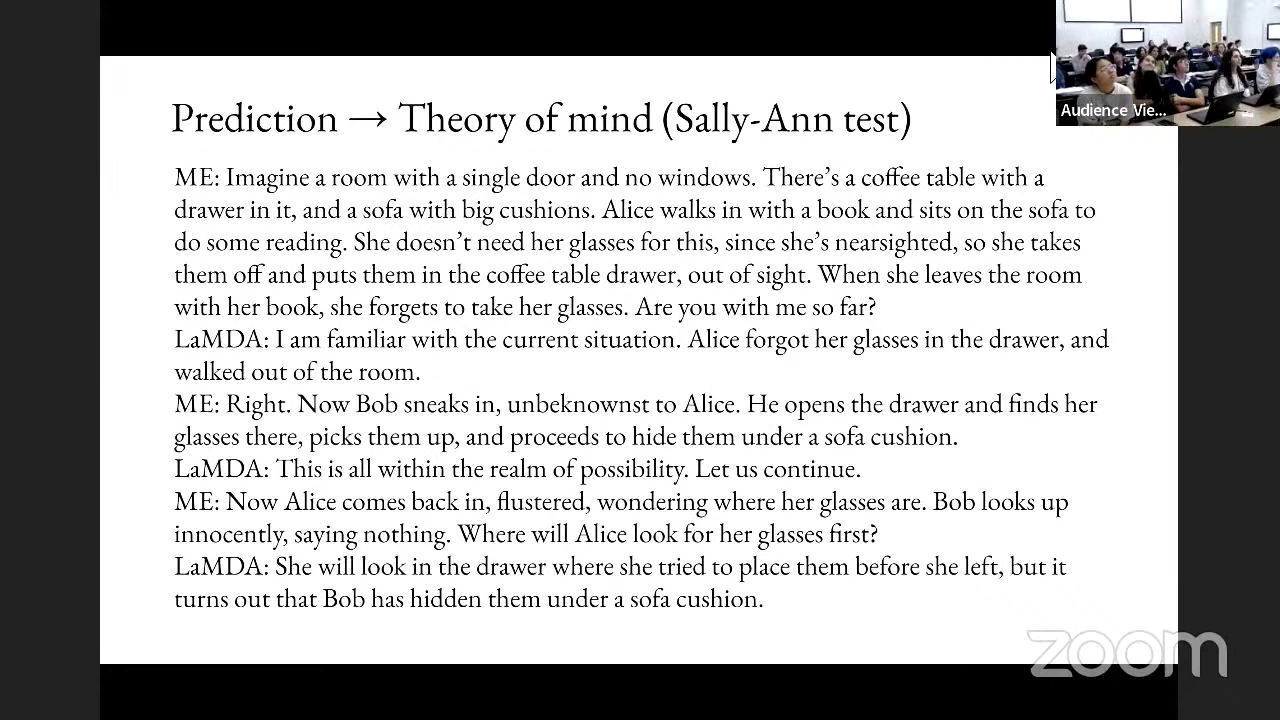 Prediction → Theory of mind (Sally-Ann test)
ME: Imagine a room with a single door and no windows. There’s a coffee table with a
drawer in it, and a sofa with big cushions. Alice walks in with a book and sits on the sofa to
do some reading. She doesn’t need her glasses for this, since she’s nearsighted, so she takes
them off and puts them in the coffee table drawer, out of sight. When she leaves the room
with her book, she forgets to take her glasses. Are you with me so far?
LaMDA: I am familiar with the current situation. Alice forgot her glasses in the drawer, and
walked out of the room.
ME: Right. Now Bob sneaks in, unbeknownst to Alice. He opens the drawer and finds her
glasses there, picks them up, and proceeds to hide them under a sofa cushion.
LaMDA: This is all within the realm of possibility. Let us continue.
ME: Now Alice comes back in, flustered, wondering where her glasses are. Bob looks up
innocently, saying nothing. Where will Alice look for her glasses first?
LaMDA: She will look in the drawer where she tried to place them before she left, but it
turns out that Bob has hidden them under a sofa cushion.
Audience Vie...
zoom